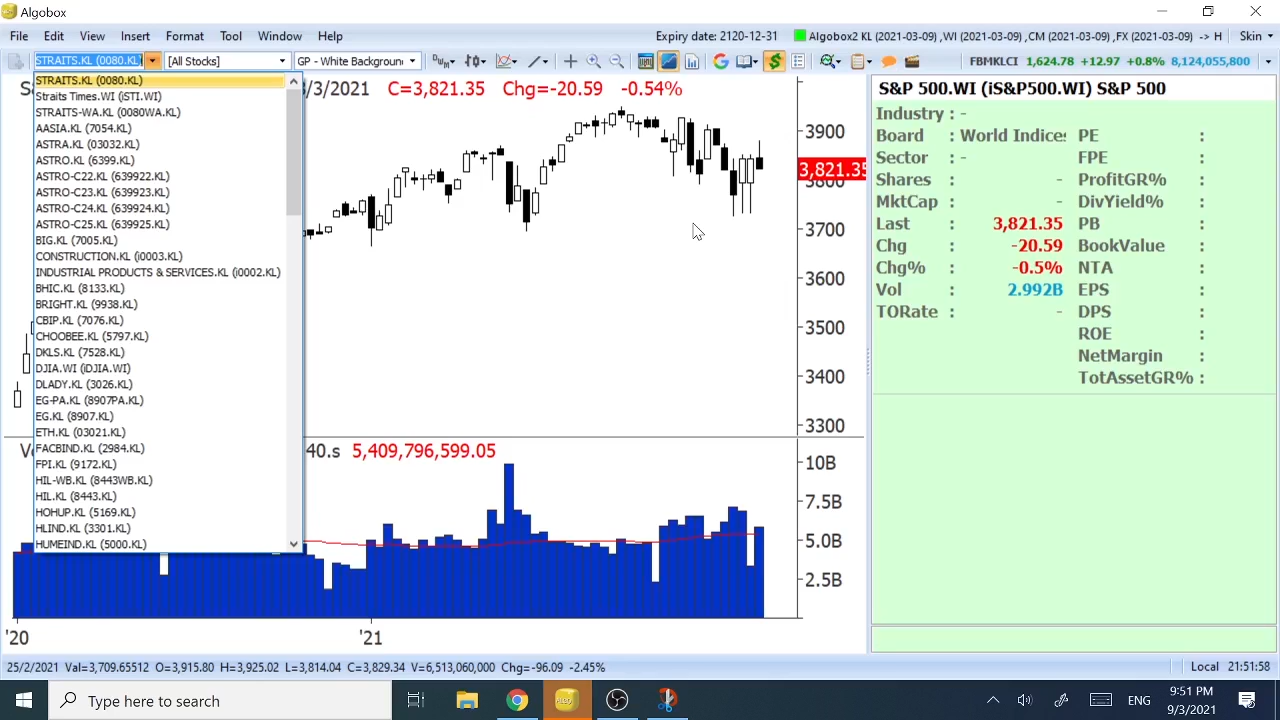 Algobox
File Edit View Insert Format Tool Window Help
Expiry date: 2120-12-31
Algobox2 KL (2021-03-09) ,WI (2021-03-09) ,CM (2021-03-09) ,FX (2021-03-09) -> H
Skin
STRAITS.KL (0080.KL)
[All Stocks]
GP - White Background
FBMKLCI 1,624.78 +12.97 +0.8% 8,124,055,800
STRAITS.KL (0080.KL)
Straits Times.WI (iSTI.WI)
STRAITS-WA.KL (0080WA.KL)
AASIA.KL (7054.KL)
ASTRA.KL (03032.KL)
ASTRO.KL (6399.KL)
ASTRO-C22.KL (639922.KL)
ASTRO-C23.KL (639923.KL)
ASTRO-C24.KL (639924.KL)
ASTRO-C25.KL (639925.KL)
BIG.KL (7005.KL)
CONSTRUCTION.KL (i0003.KL)
INDUSTRIAL PRODUCTS & SERVICES.KL (i0002.KL)
BHIC.KL (8133.KL)
BRIGHT.KL (9938.KL)
CBIP.KL (7076.KL)
CHOOBEE.KL (5797.KL)
DKLS.KL (7528.KL)
DJIA.WI (iDJIA.WI)
DLADY.KL (3026.KL)
EG-PA.KL (8907PA.KL)
EG.KL (8907.KL)
ETH.KL (03021.KL)
FACBIND.KL (2984.KL)
FPI.KL (9172.KL)
HIL-WB.KL (8443WB.KL)
HIL.KL (8443.KL)
HOHUP.KL (5169.KL)
HLIND.KL (3301.KL)
HUMEIND.KL (5000.KL)
/3/2021 C=3,821.35 Chg=-20.59 -0.54%
3900
3,821.35
3800
3700
3600
3500
3400
3300
40.s 5,409,796,599.05
10B
7.5B
5.0B
2.5B
'20 '21
S&P 500.WI (iS&P500.WI) S&P 500
Industry : -
Board : World Indices PE :
Sector : - FPE :
Shares : - ProfitGR% :
MktCap : - DivYield% :
Last : 3,821.35 PB :
Chg : -20.59 BookValue :
Chg% : -0.5% NTA :
Vol : 2.992B EPS :
TORate : - DPS :
ROE :
NetMargin :
TotAssetGR% :
25/2/2021 Val=3,709.65512 O=3,915.80 H=3,925.02 L=3,814.04 C=3,829.34 V=6,513,060,000 Chg=-96.09 -2.45%
Local 21:51:58
Type here to search
ENG
9:51 PM
9/3/2021